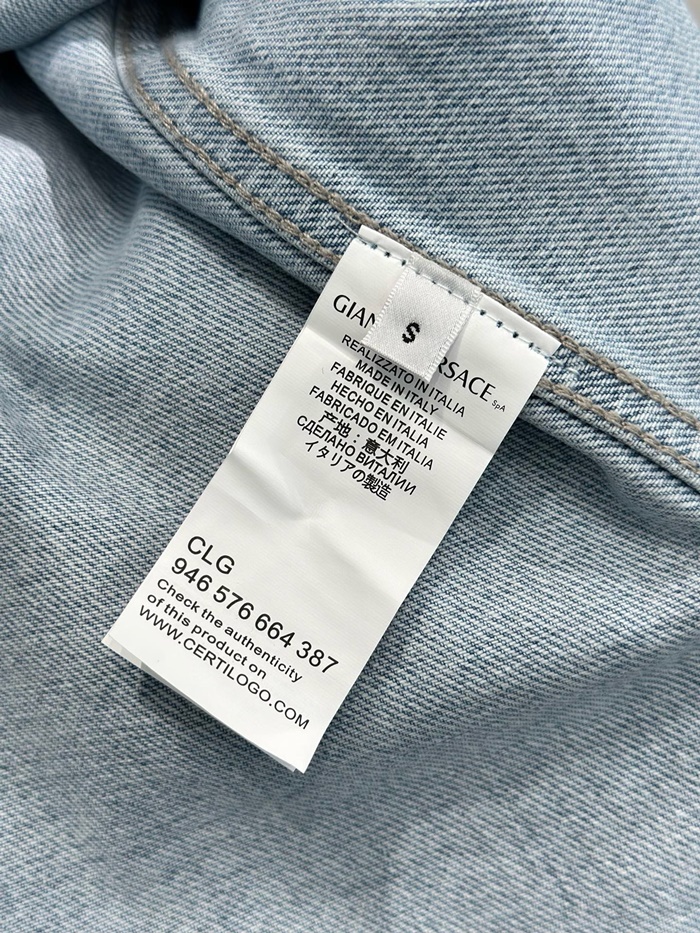 S
GIAN RSACE SpA
REALIZZATO IN ITALIA
MADE IN ITALY
FABRIQUE EN ITALIE
HECHO EN ITALIA
FABRICADO EM ITALIA
产地：意大利
СДЕЛАНО ВИТАЛИИ
イタリアの製造
CLG
946 576 664 387
Check the authenticity
of this product on
WWW.CERTILOGO.COM